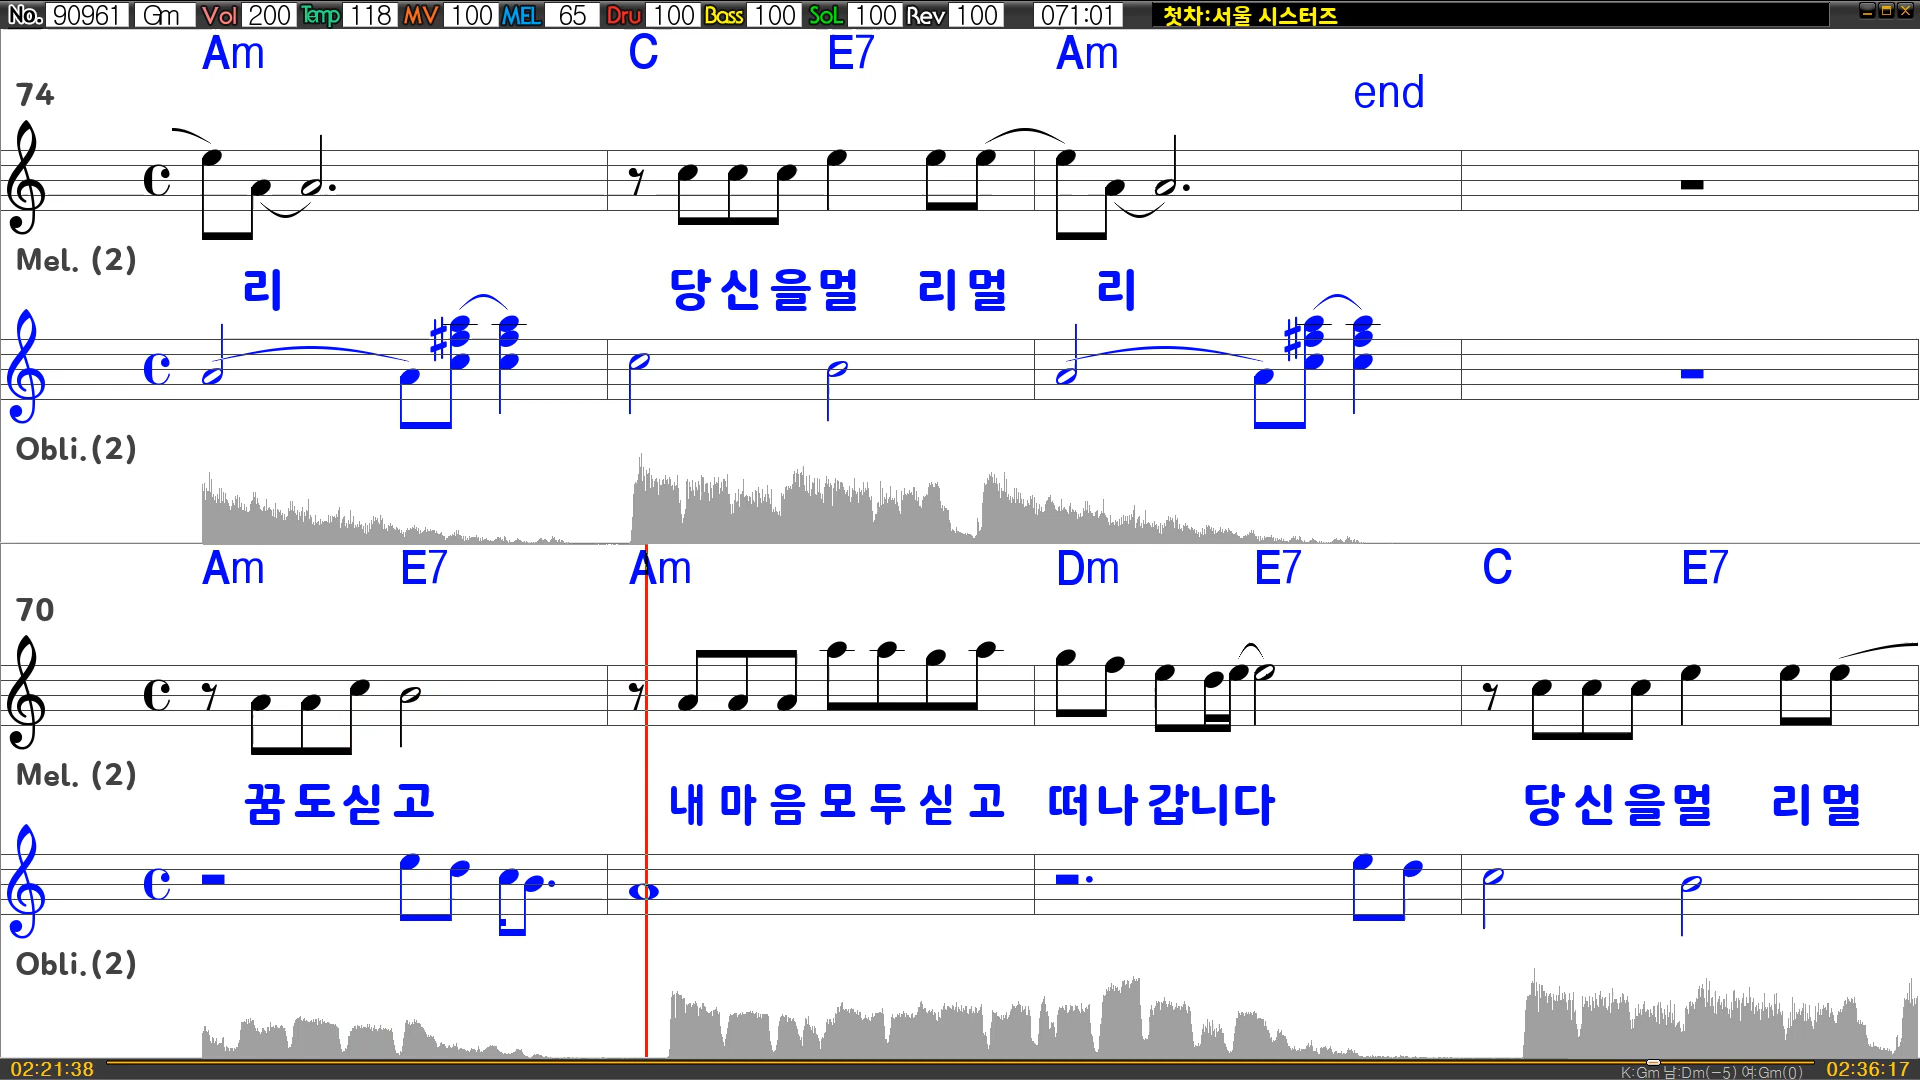 No. 90961 Gm Vol 200 Temp 118 MV 100 MEL 65 Dru 100 Bass 100 SoL 100 Rev 100 071:01 첫차:서울 시스터즈
Am C E7 Am
74 end
Mel. (2)
리 당신을멀 리멀 리
Obli.(2)
Am E7 Am Dm E7 C E7
70
Mel. (2)
꿈도싣고 내마음모두싣고 떠나갑니다 당신을멀 리멀
Obli.(2)
02:21:38 K:Gm 남:Dm(-5) 여:Gm(0) 02:36:17